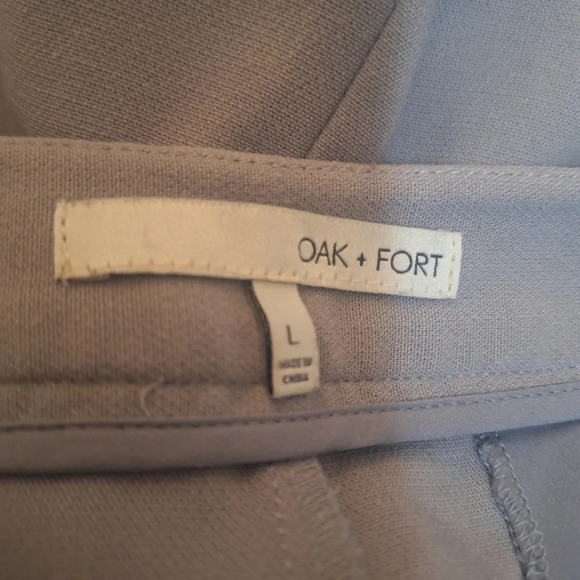 OAK + FORT
L
MADE IN
CHINA